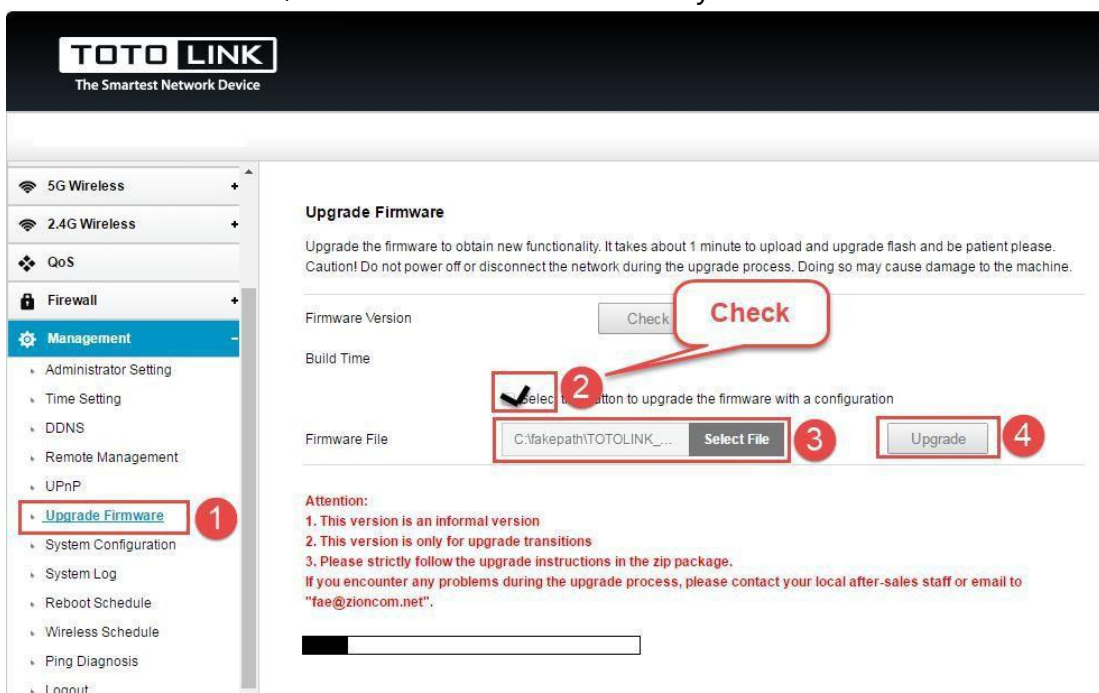 TOTO LINK
The Smartest Network Device
5G Wireless +
2.4G Wireless +
QoS
Firewall +
Management -
Administrator Setting
Time Setting
DDNS
Remote Management
UPnP
Upgrade Firmware
1
System Configuration
System Log
Reboot Schedule
Wireless Schedule
Ping Diagnosis
Logout
Upgrade Firmware
Upgrade the firmware to obtain new functionality. It takes about 1 minute to upload and upgrade flash and be patient please.
Caution! Do not power off or disconnect the network during the upgrade process. Doing so may cause damage to the machine.
Firmware Version Check
Check
Build Time
2
to upgrade the firmware with a configuration
Firmware File C:\fakepath\TOTOLINK_... Select File 3 Upgrade 4
Attention:
1. This version is an informal version
2. This version is only for upgrade transitions
3. Please strictly follow the upgrade instructions in the zip package.
If you encounter any problems during the upgrade process, please contact your local after-sales staff or email to
"fae@zioncom.net".